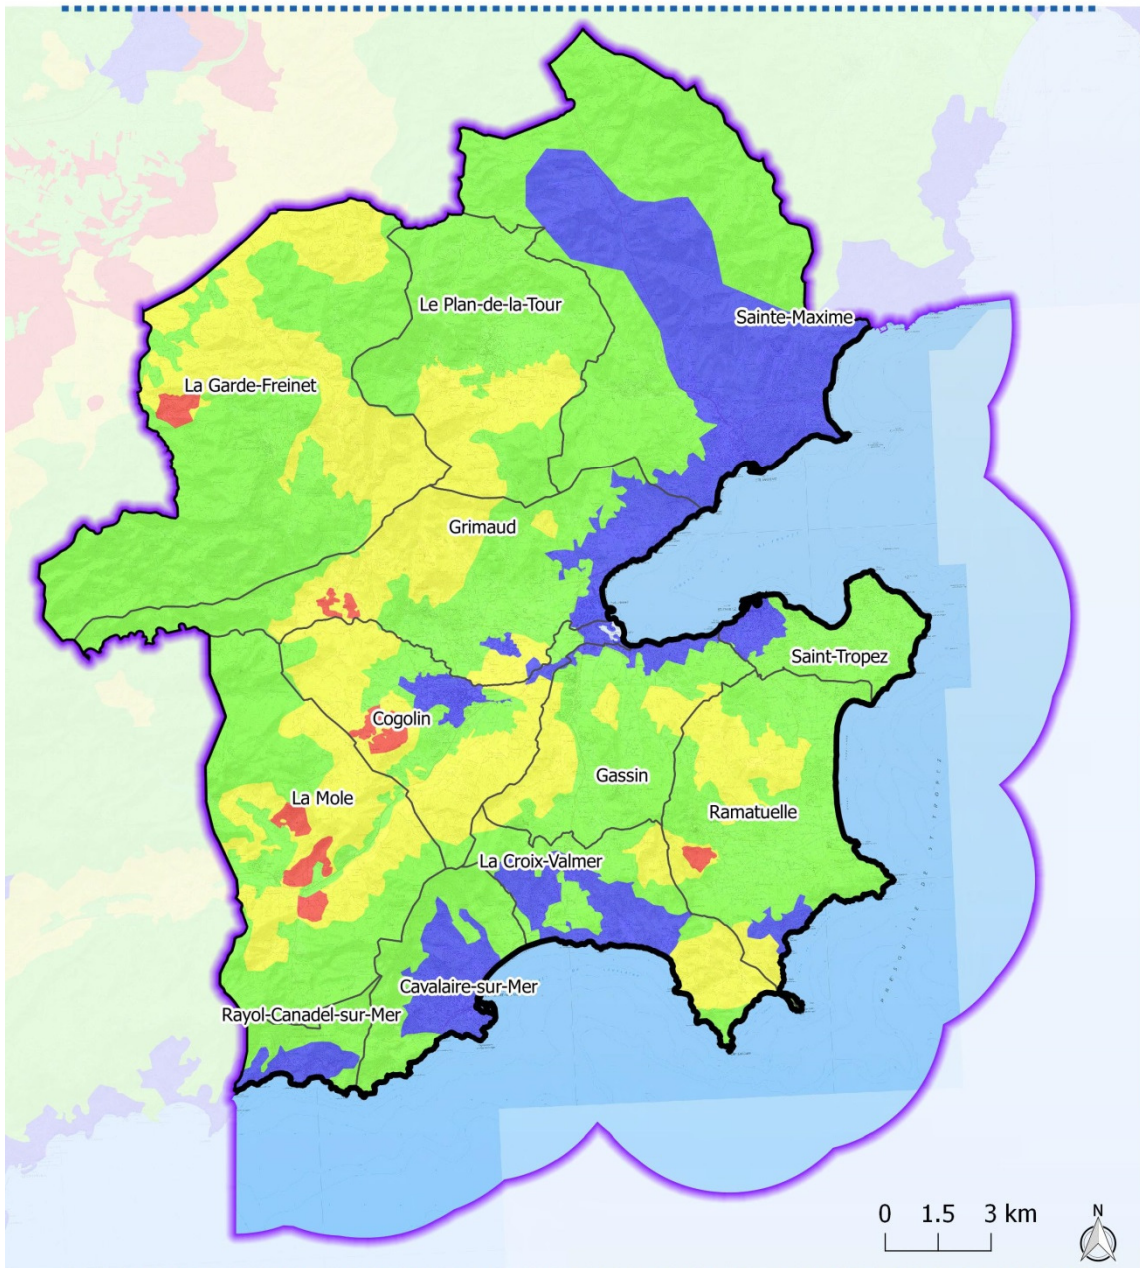 Le Plan-de-la-Tour
Sainte-Maxime
La Garde-Freinet
Grimaud
Saint-Tropez
Cogolin
Gassin
La Mole
Ramatuelle
La Croix-Valmer
Cavalaire-sur-Mer
Rayol-Canadel-sur-Mer
0 1.5 3 km
N